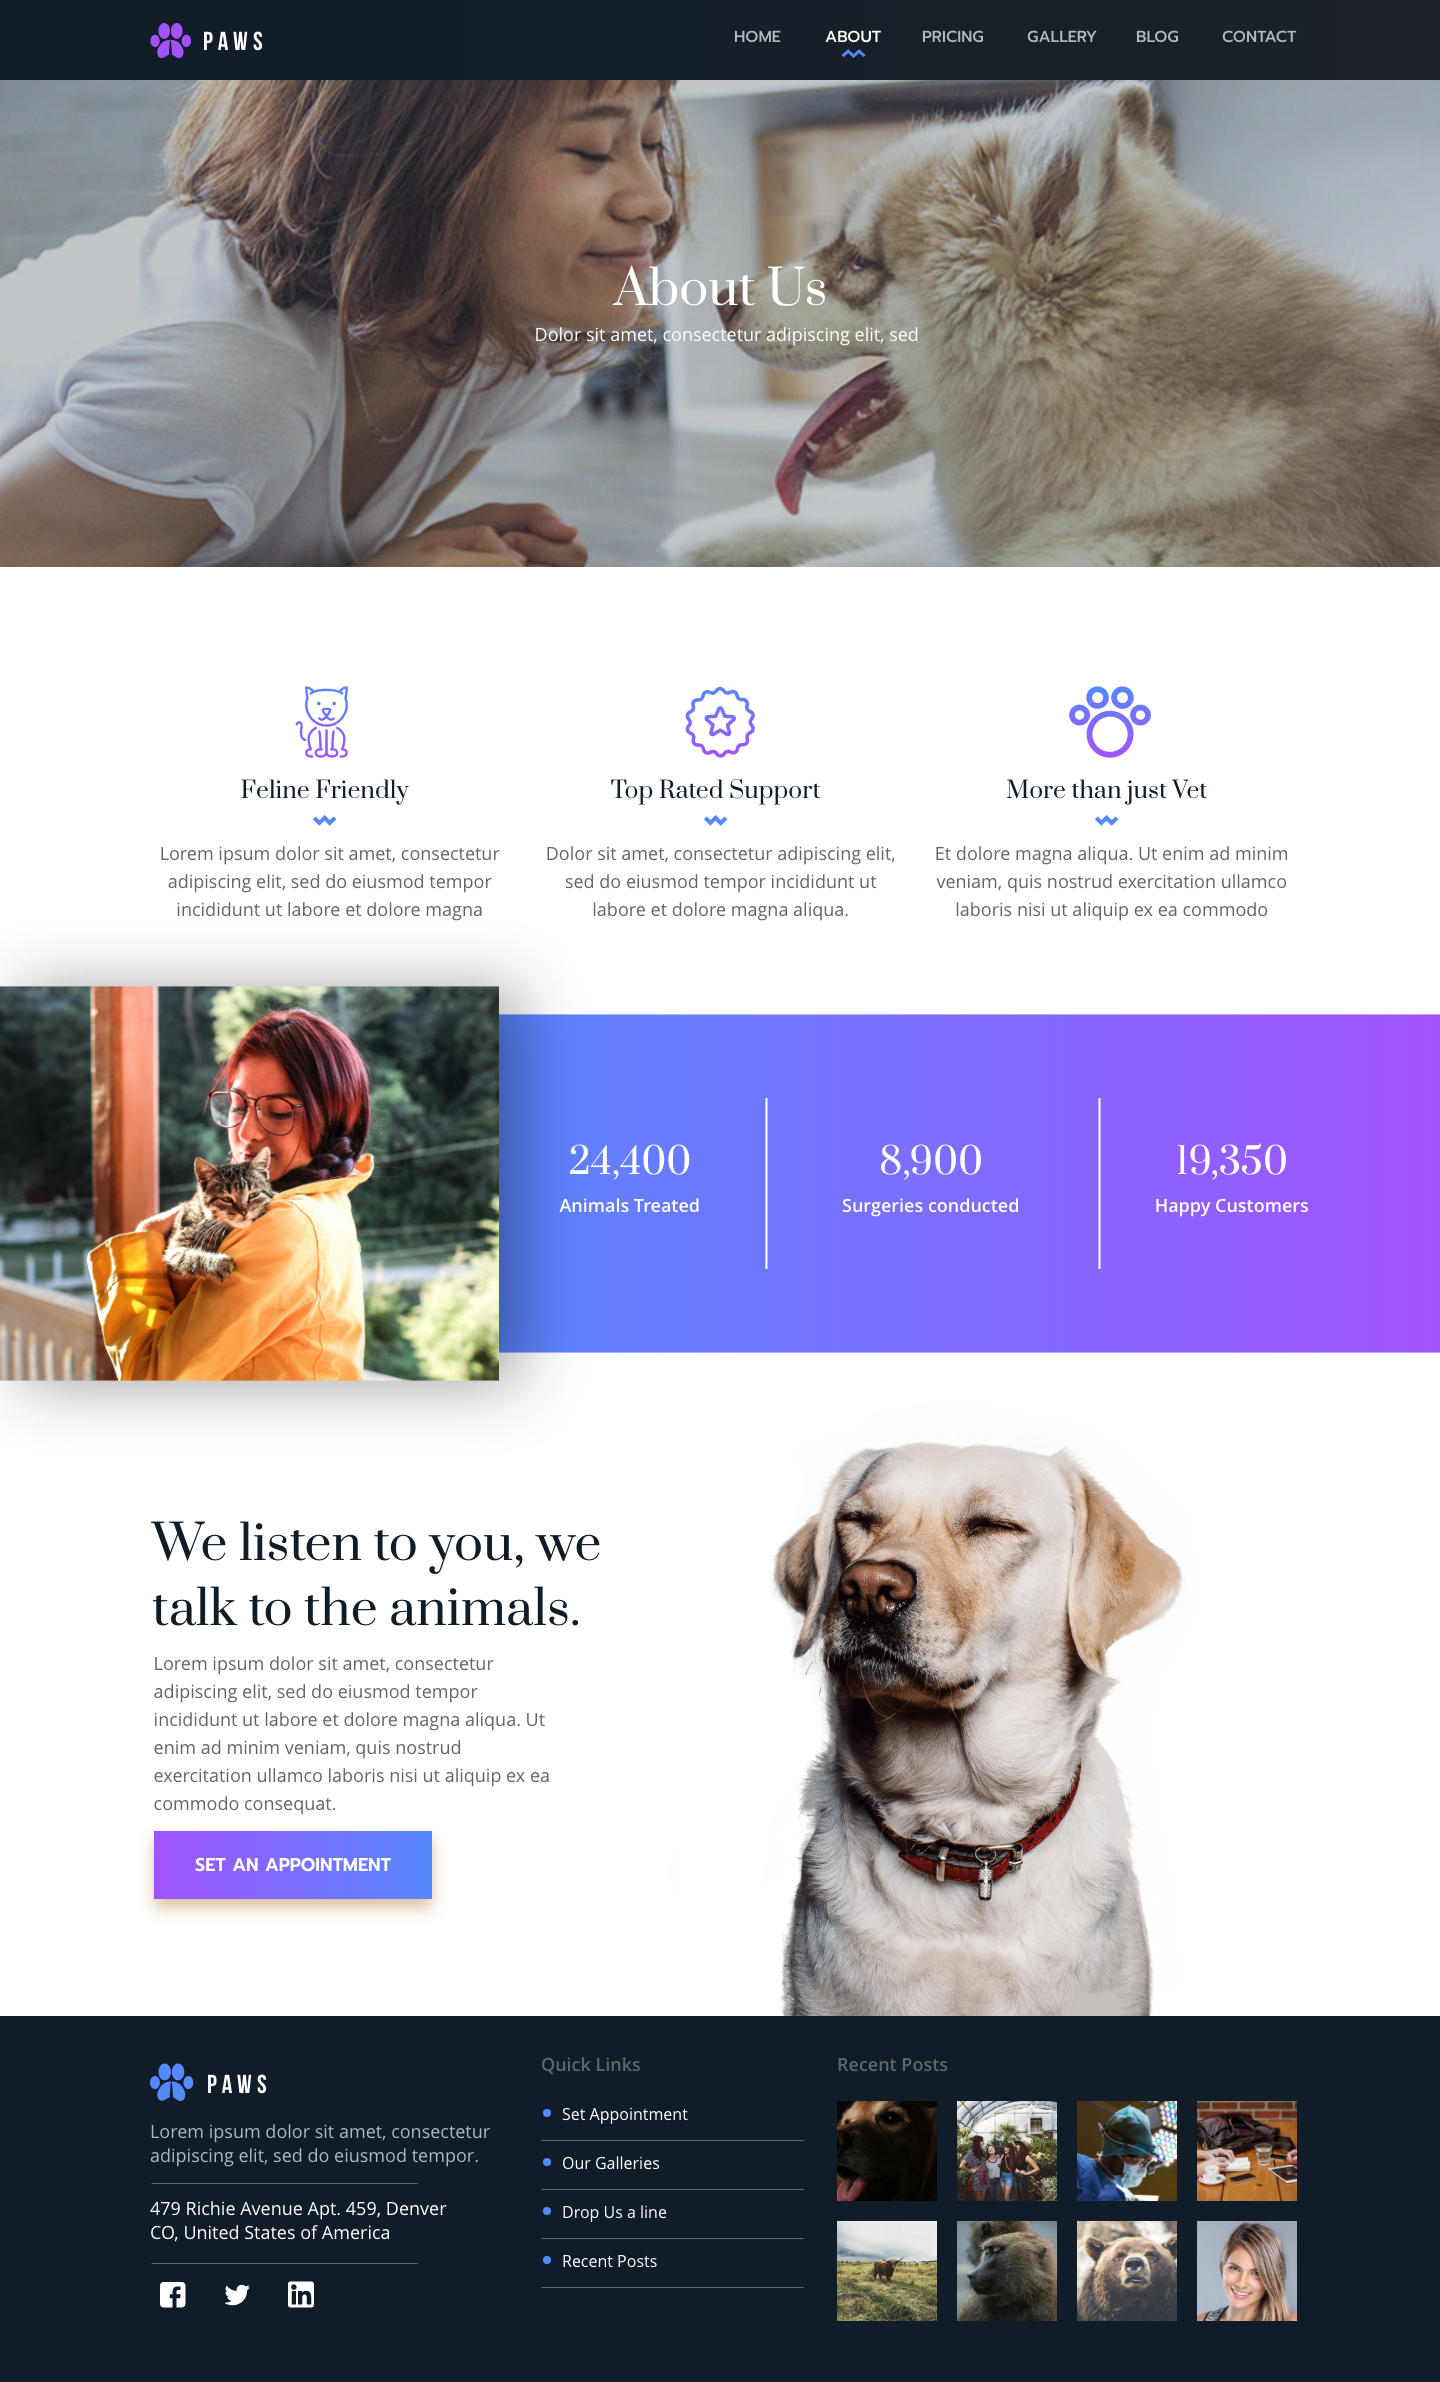 PAWS
HOME ABOUT PRICING GALLERY BLOG CONTACT
About Us
Dolor sit amet, consectetur adipiscing elit, sed
Feline Friendly
Lorem ipsum dolor sit amet, consectetur
adipiscing elit, sed do eiusmod tempor
incididunt ut labore et dolore magna
Top Rated Support
Dolor sit amet, consectetur adipiscing elit,
sed do eiusmod tempor incididunt ut
labore et dolore magna aliqua.
More than just Vet
Et dolore magna aliqua. Ut enim ad minim
veniam, quis nostrud exercitation ullamco
laboris nisi ut aliquip ex ea commodo
24,400
Animals Treated
8,900
Surgeries conducted
19,350
Happy Customers
We listen to you, we
talk to the animals.
Lorem ipsum dolor sit amet, consectetur
adipiscing elit, sed do eiusmod tempor
incididunt ut labore et dolore magna aliqua. Ut
enim ad minim veniam, quis nostrud
exercitation ullamco laboris nisi ut aliquip ex ea
commodo consequat.
SET AN APPOINTMENT
PAWS
Lorem ipsum dolor sit amet, consectetur
adipiscing elit, sed do eiusmod tempor.
479 Richie Avenue Apt. 459, Denver
CO, United States of America
Quick Links
Set Appointment
Our Galleries
Drop Us a line
Recent Posts
Recent Posts